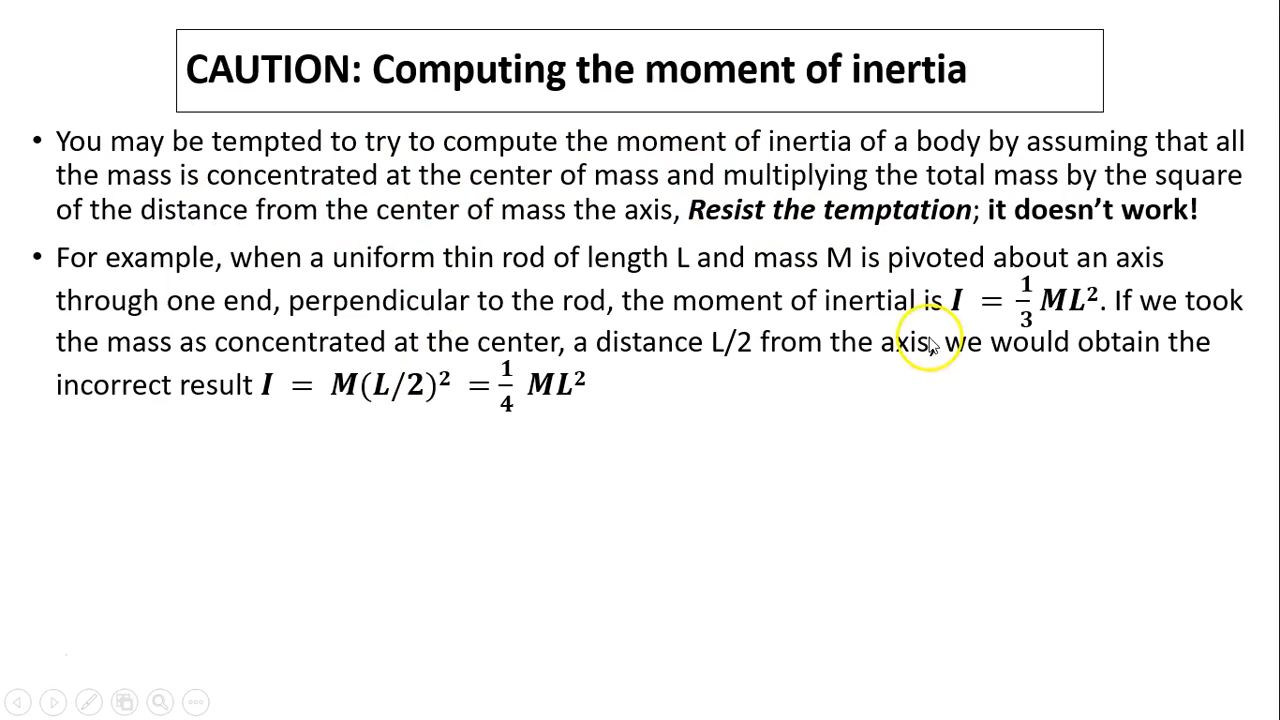 CAUTION: Computing the moment of inertia
• You may be tempted to try to compute the moment of inertia of a body by assuming that all
the mass is concentrated at the center of mass and multiplying the total mass by the square
of the distance from the center of mass the axis, Resist the temptation; it doesn’t work!
• For example, when a uniform thin rod of length L and mass M is pivoted about an axis
through one end, perpendicular to the rod, the moment of inertial is I = 1/3 ML². If we took
the mass as concentrated at the center, a distance L/2 from the axis, we would obtain the
incorrect result I = M(L/2)² = 1/4 ML²